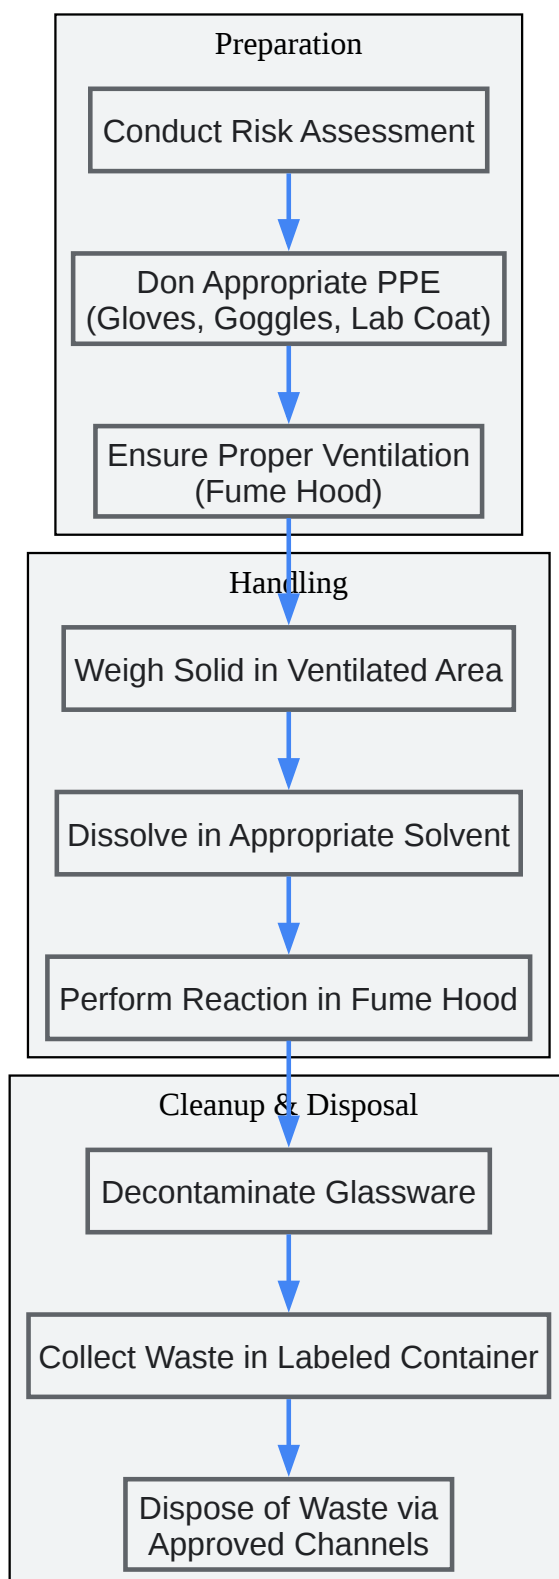 Preparation
Conduct Risk Assessment
Don Appropriate PPE
(Gloves, Goggles, Lab Coat)
Ensure Proper Ventilation
(Fume Hood)
Handling
Weigh Solid in Ventilated Area
Dissolve in Appropriate Solvent
Perform Reaction in Fume Hood
Cleanup & Disposal
Decontaminate Glassware
Collect Waste in Labeled Container
Dispose of Waste via
Approved Channels